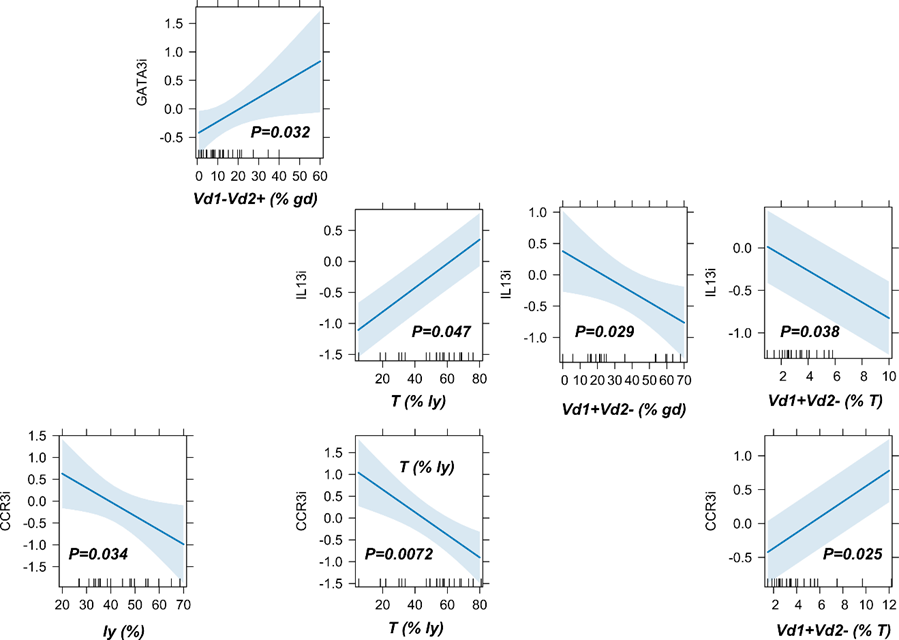 1.5
1.0
0.5
0.0
-0.5
GATA3i
P=0.032
0 10 20 30 40 50 60
Vd1-Vd2+ (% gd)
0.5
0.0
-0.5
-1.0
-1.5
IL13i
P=0.047
20 40 60 80
T (% ly)
1.0
0.5
0.0
-0.5
-1.0
IL13i
P=0.029
0 10 20 30 40 50 60 70
Vd1+Vd2- (% gd)
0.0
-0.5
-1.0
IL13i
P=0.038
2 4 6 8 10
Vd1+Vd2- (% T)
1.5
1.0
0.5
0.0
-0.5
-1.0
-1.5
CCR3i
P=0.034
20 30 40 50 60 70
ly (%)
1.5
1.0
0.5
0.0
-0.5
-1.0
-1.5
CCR3i
T (% ly)
P=0.0072
20 40 60 80
T (% ly)
1.0
0.5
0.0
-0.5
CCR3i
P=0.025
2 4 6 8 10 12
Vd1+Vd2- (% T)